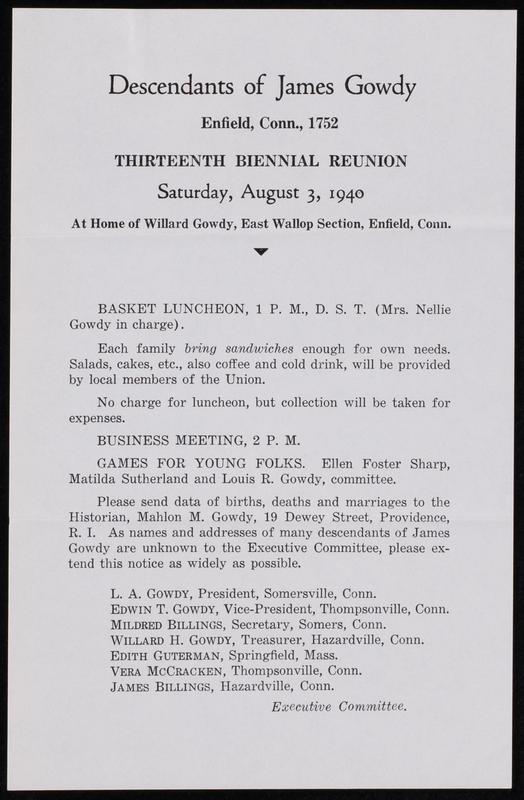 Descendants of James Gowdy
Enfield, Conn., 1752
THIRTEENTH BIENNIAL REUNION
Saturday, August 3, 1940
At Home of Willard Gowdy, East Wallop Section, Enfield, Conn.
BASKET LUNCHEON, 1 P. M., D. S. T. (Mrs. Nellie
Gowdy in charge).
Each family bring sandwiches enough for own needs.
Salads, cakes, etc., also coffee and cold drink, will be provided
by local members of the Union.
No charge for luncheon, but collection will be taken for
expenses.
BUSINESS MEETING, 2 P. M.
GAMES FOR YOUNG FOLKS. Ellen Foster Sharp,
Matilda Sutherland and Louis R. Gowdy, committee.
Please send data of births, deaths and marriages to the
Historian, Mahlon M. Gowdy, 19 Dewey Street, Providence,
R. I. As names and addresses of many descendants of James
Gowdy are unknown to the Executive Committee, please ex-
tend this notice as widely as possible.
L. A. GOWDY, President, Somersville, Conn.
EDWIN T. GOWDY, Vice-President, Thompsonville, Conn.
MILDRED BILLINGS, Secretary, Somers, Conn.
WILLARD H. GOWDY, Treasurer, Hazardville, Conn.
EDITH GUTERMAN, Springfield, Mass.
VERA MCCRACKEN, Thompsonville, Conn.
JAMES BILLINGS, Hazardville, Conn.
Executive Committee.